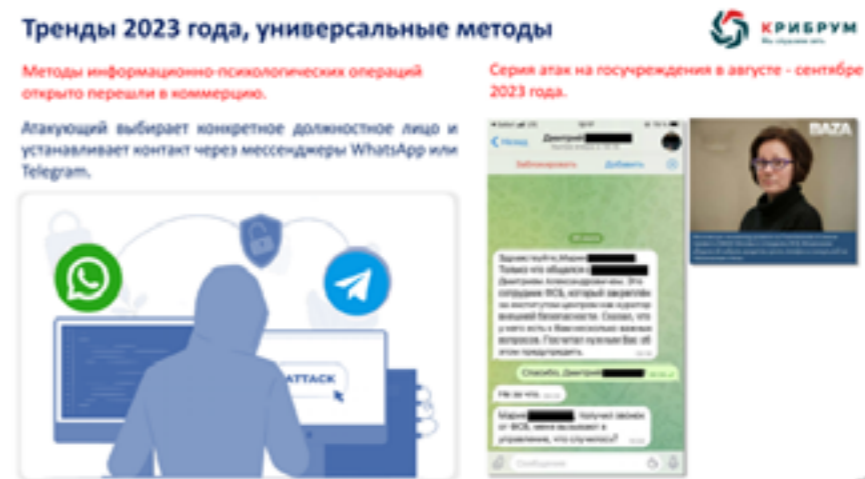 Тренды 2023 года, универсальные методы
КРИБРУМ
Методы информационно-психологических операций
открыто перешли в коммерцию.
Атакующий выбирает конкретное должностное лицо и
устанавливает контакт через мессенджеры WhatsApp или
Telegram.
ATTACK
Серия атак на госучреждения в августе - сентябре
2023 года.
Назад
Дмитрий
Заблокировать Добавить
Здравствуйте, Мария
Только что общался с
Дмитрием Александровичем. Это
сотрудник ФСБ, который закреплён
за институтом центром как куратор
внешней безопасности. Сказал, что
у него есть к Вам несколько важных
вопросов. Посчитал нужным Вас об
этом предупредить.
Спасибо, Дмитрий
Не за что.
Мария, получил звонок
от ФСБ, меня вызывают в
управление, что случилось?
Сообщение
BAZA